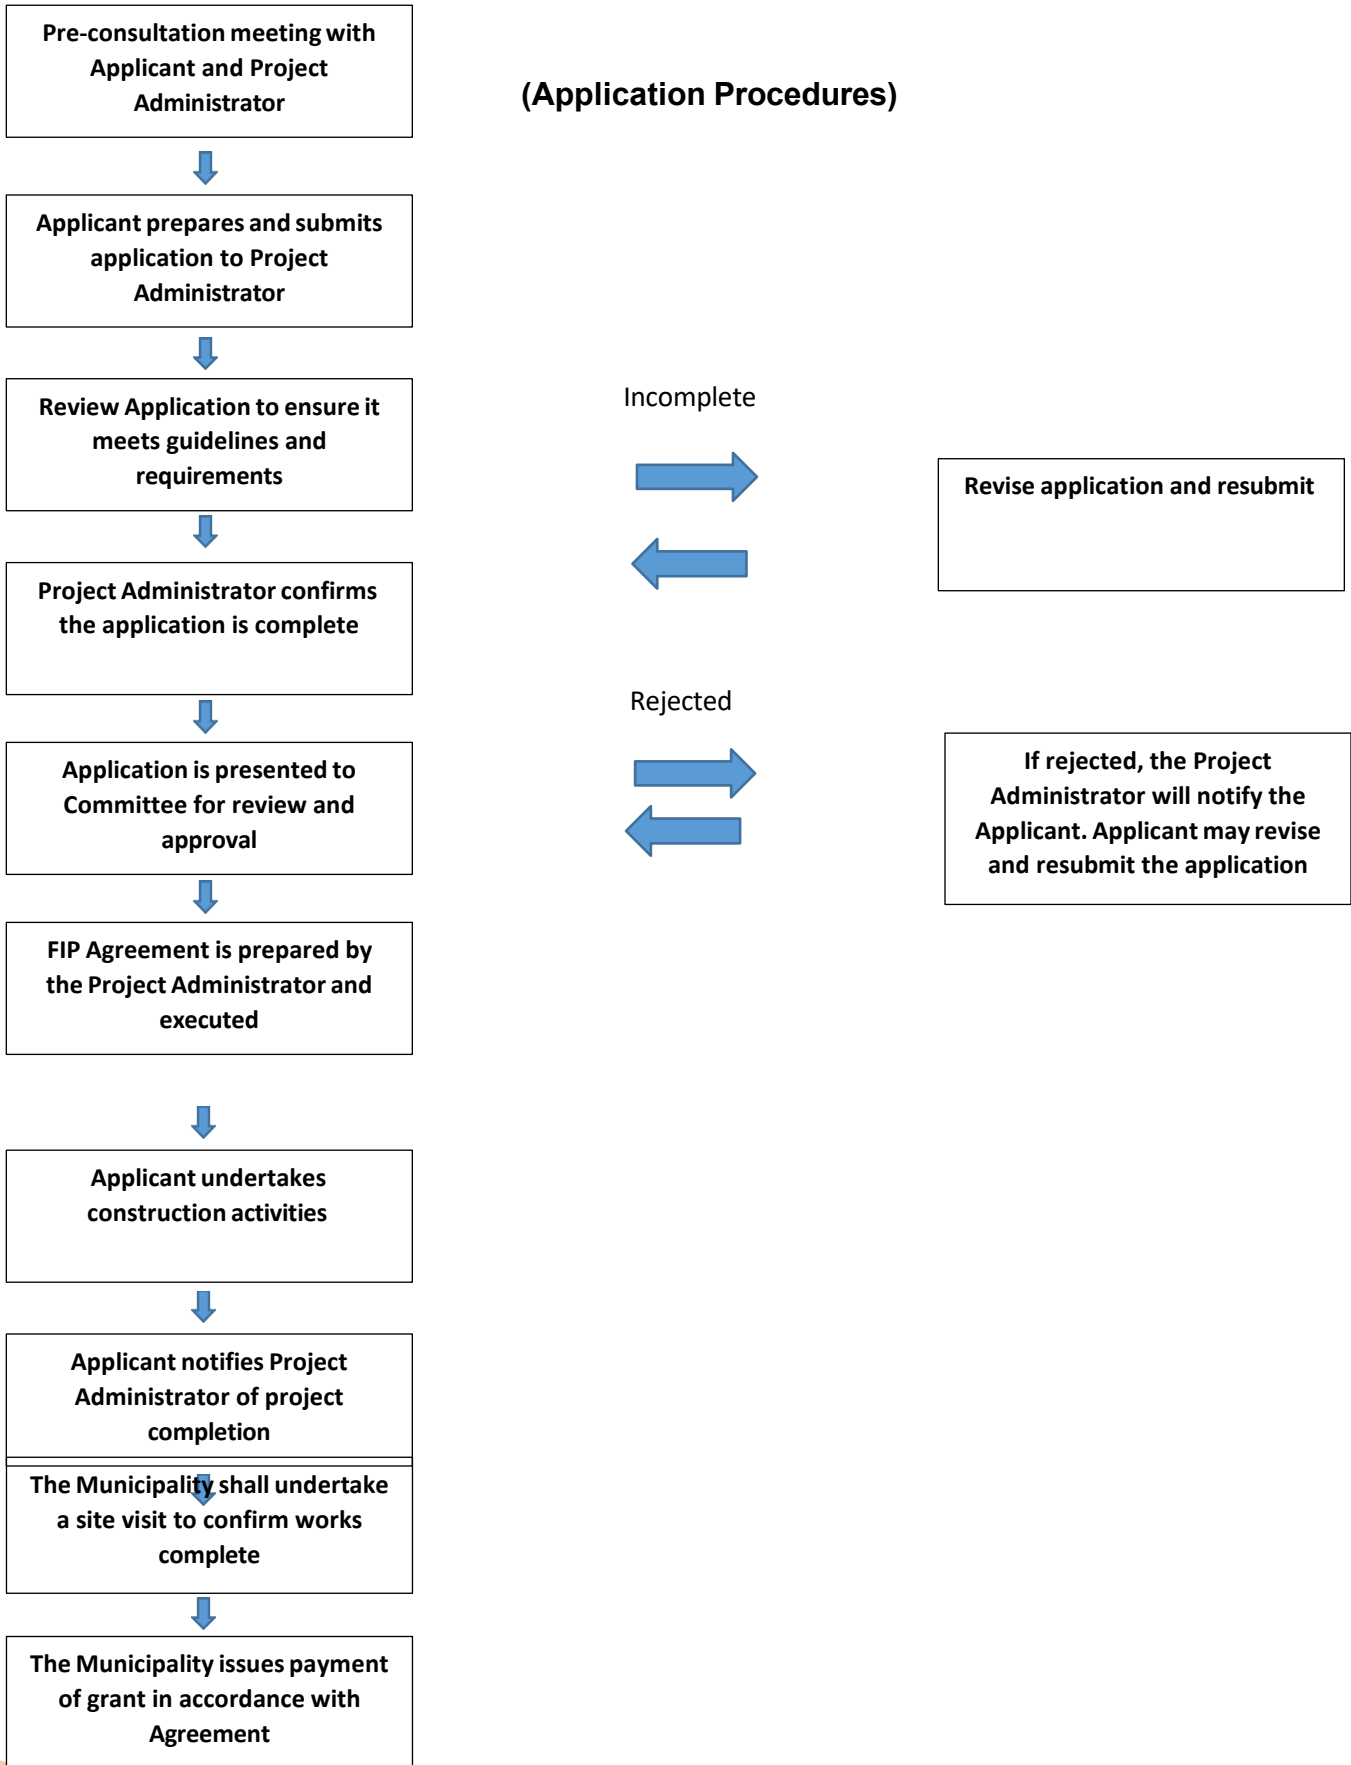 Pre-consultation meeting with
Applicant and Project
Administrator
(Application Procedures)
Applicant prepares and submits
application to Project
Administrator
Review Application to ensure it
meets guidelines and
requirements
Incomplete
Revise application and resubmit
Project Administrator confirms
the application is complete
Rejected
Application is presented to
Committee for review and
approval
If rejected, the Project
Administrator will notify the
Applicant. Applicant may revise
and resubmit the application
FIP Agreement is prepared by
the Project Administrator and
executed
Applicant undertakes
construction activities
Applicant notifies Project
Administrator of project
completion
The Municipality shall undertake
a site visit to confirm works
complete
The Municipality issues payment
of grant in accordance with
Agreement